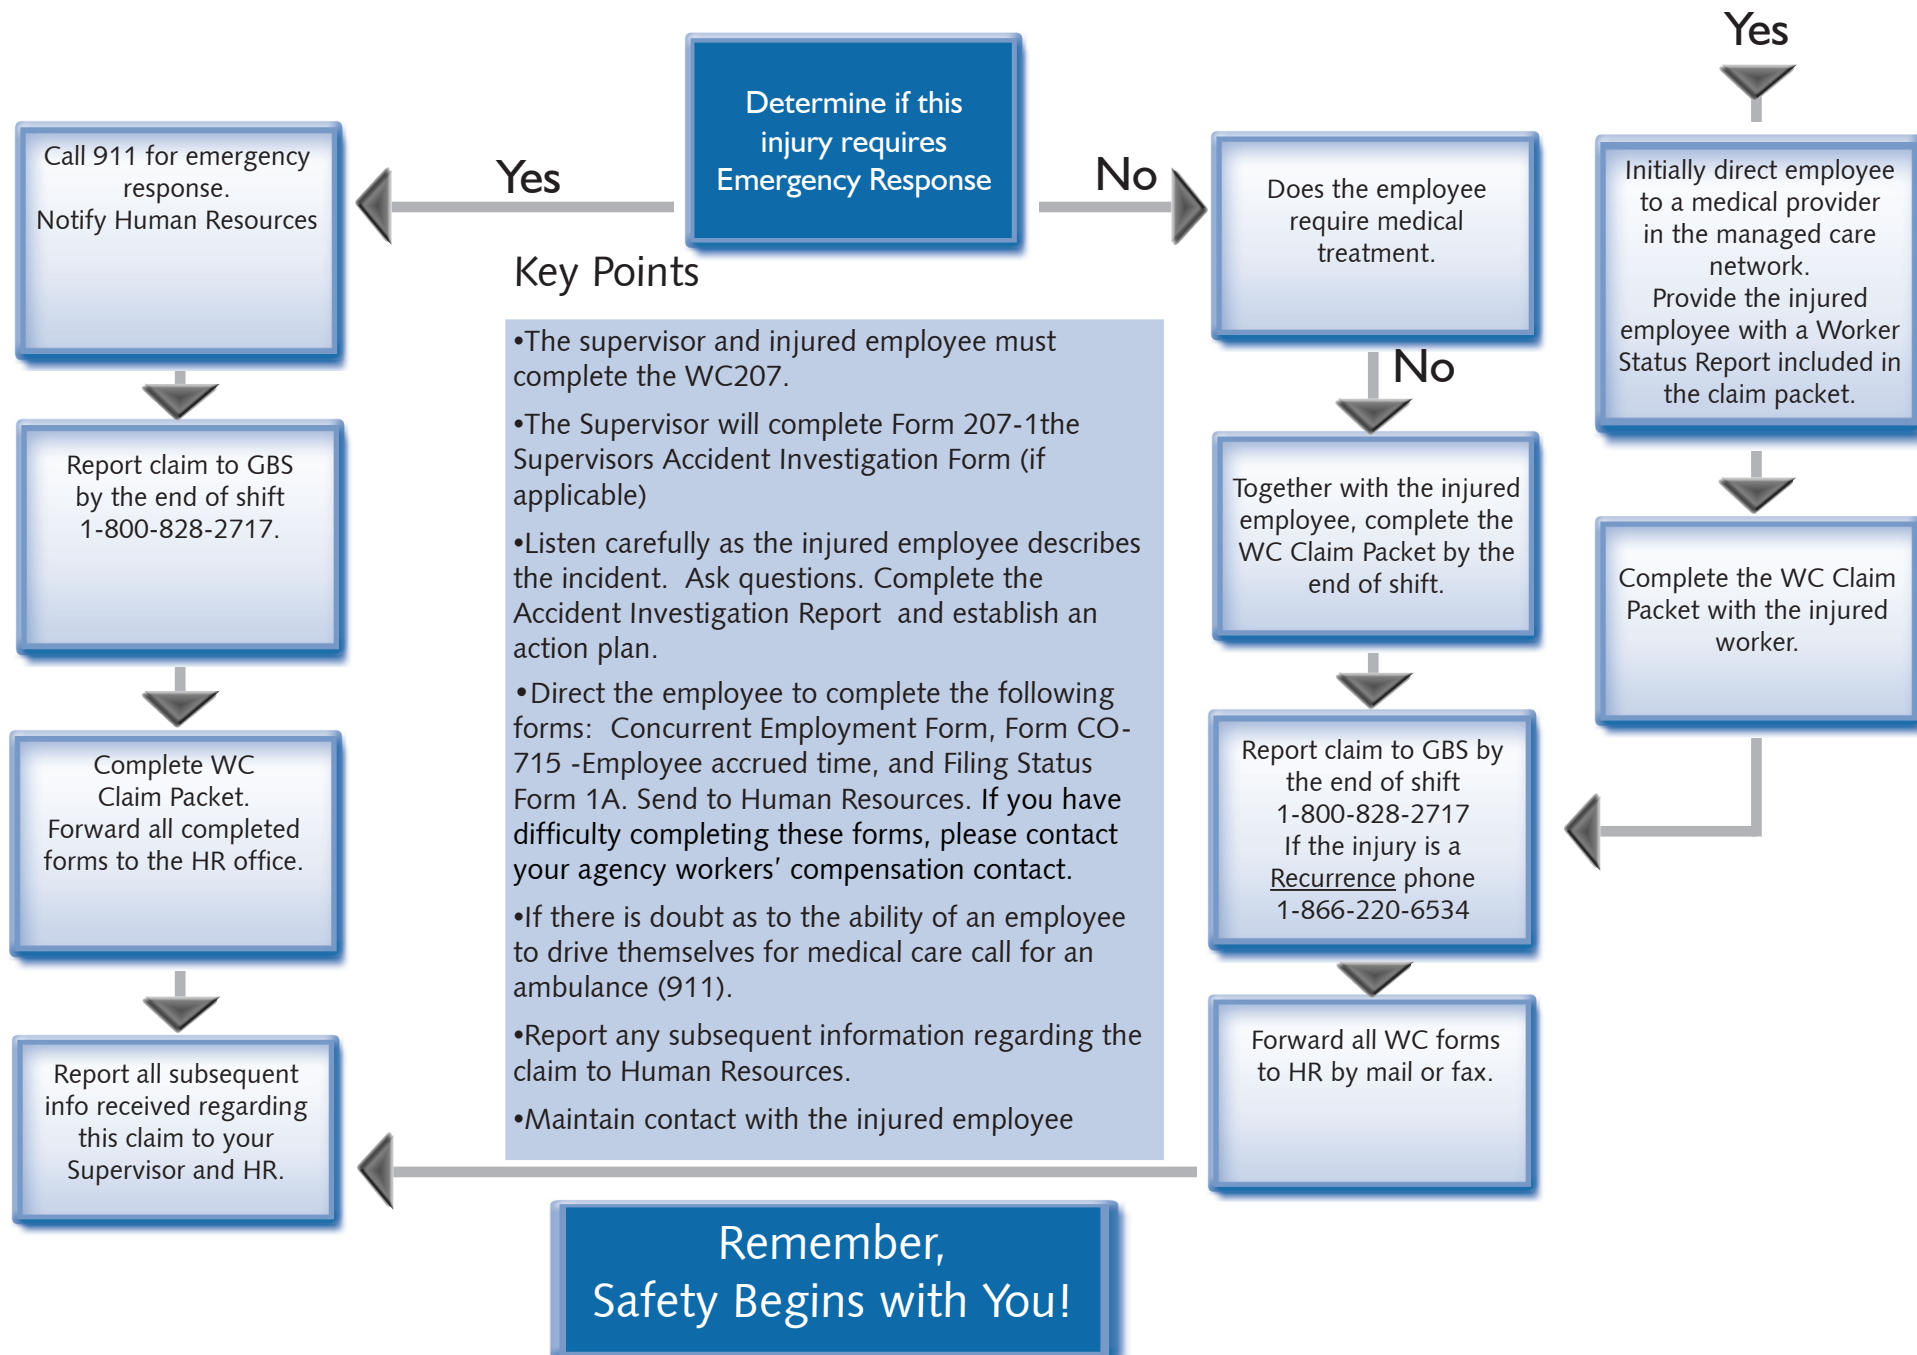 Determine if this
injury requires
Emergency Response
Yes
Call 911 for emergency
response.
Notify Human Resources
Report claim to GBS
by the end of shift
1-800-828-2717.
Complete WC
Claim Packet.
Forward all completed
forms to the HR office.
Report all subsequent
info received regarding
this claim to your
Supervisor and HR.
Key Points
•The supervisor and injured employee must
complete the WC207.
•The Supervisor will complete Form 207-1the
Supervisors Accident Investigation Form (if
applicable)
•Listen carefully as the injured employee describes
the incident.  Ask questions. Complete the
Accident Investigation Report  and establish an
action plan.
•Direct the employee to complete the following
forms:  Concurrent Employment Form, Form CO-
715 -Employee accrued time, and Filing Status
Form 1A. Send to Human Resources. If you have
difficulty completing these forms, please contact
your agency workers’ compensation contact.
•If there is doubt as to the ability of an employee
to drive themselves for medical care call for an
ambulance (911).
•Report any subsequent information regarding the
claim to Human Resources.
•Maintain contact with the injured employee
No
Does the employee
require medical
treatment.
No
Together with the injured
employee, complete the
WC Claim Packet by the
end of shift.
Report claim to GBS by
the end of shift
1-800-828-2717
If the injury is a
Recurrence phone
1-866-220-6534
Forward all WC forms
to HR by mail or fax.
Yes
Initially direct employee
to a medical provider
in the managed care
network.
Provide the injured
employee with a Worker
Status Report included in
the claim packet.
Complete the WC Claim
Packet with the injured
worker.
Remember,
Safety Begins with You!